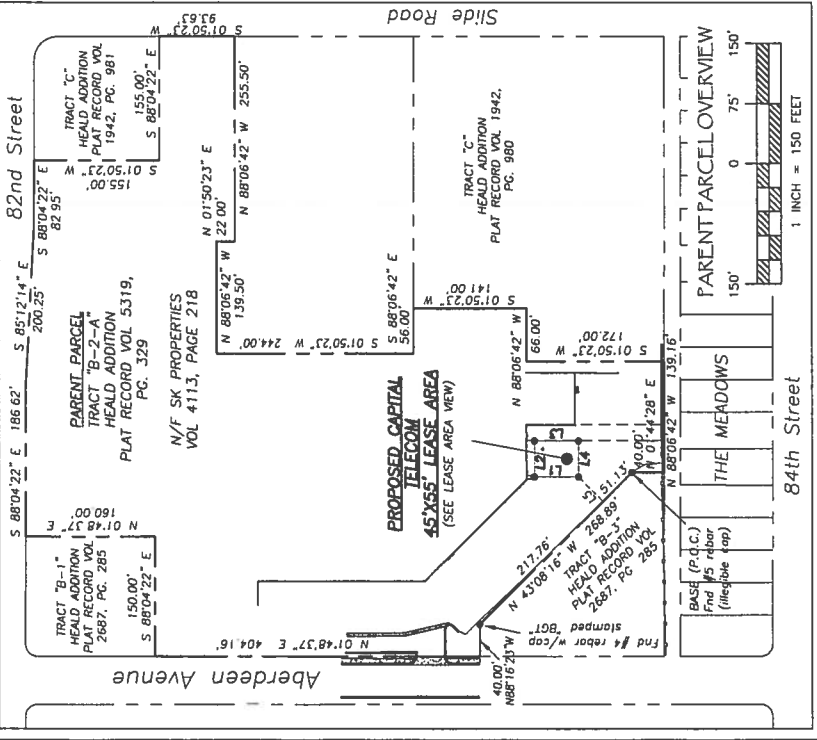 82nd Street
Slide Road
S 88°04'22" E 186.62'
S 85°12'14" E
200.25'
S 88°04'22" E
82.95'
TRACT "C"
HEALD ADDITION
PLAT RECORD VOL
1942, PG. 981
155.00'
S 88°04'22" E
S 01°50'23" W
155.00'
S 01°50'23" W
93.63'
TRACT "B-1"
HEALD ADDITION
PLAT RECORD VOL
2687, PG. 285
150.00'
S 88°04'22" E
N 01°48'37" E
160.00'
PARENT PARCEL
TRACT "B-2-A"
HEALD ADDITION
PLAT RECORD VOL 5319,
PG. 329
N/F SK PROPERTIES
VOL 4113, PAGE 218
N 01°50'23" E
22.00'
N 88°06'42" W 255.50'
N 88°06'42" W
139.50'
S 01°50'23" W 244.00'
S 88°06'42" E
56.00'
TRACT "C"
HEALD ADDITION
PLAT RECORD VOL 1942,
PG. 980
S 01°50'23" W
141.00'
N 88°06'42" W
66.00'
S 01°50'23" W
172.00'
Aberdeen Avenue
N 01°48'37" E 404.16'
PROPOSED CAPITAL
TELECOM
45'X55' LEASE AREA
(SEE LEASE AREA VIEW)
L2
L1
L3
L4
L5
51.13'
217.76'
N 43°08'16" W 268.89'
TRACT "B-3"
HEALD ADDITION
PLAT RECORD VOL
2687, PG 285
40.00'
N88°16'23"W
Fnd #4 rebar w/cap
stamped "BGT"
40.00'
N 01°44'28" E
N 88°06'42" W 139.16'
BASE (P.O.C.)
Fnd #5 rebar
(illegible cap)
THE MEADOWS
84th Street
PARENT PARCEL OVERVIEW
150' 75' 0 150'
1 INCH = 150 FEET